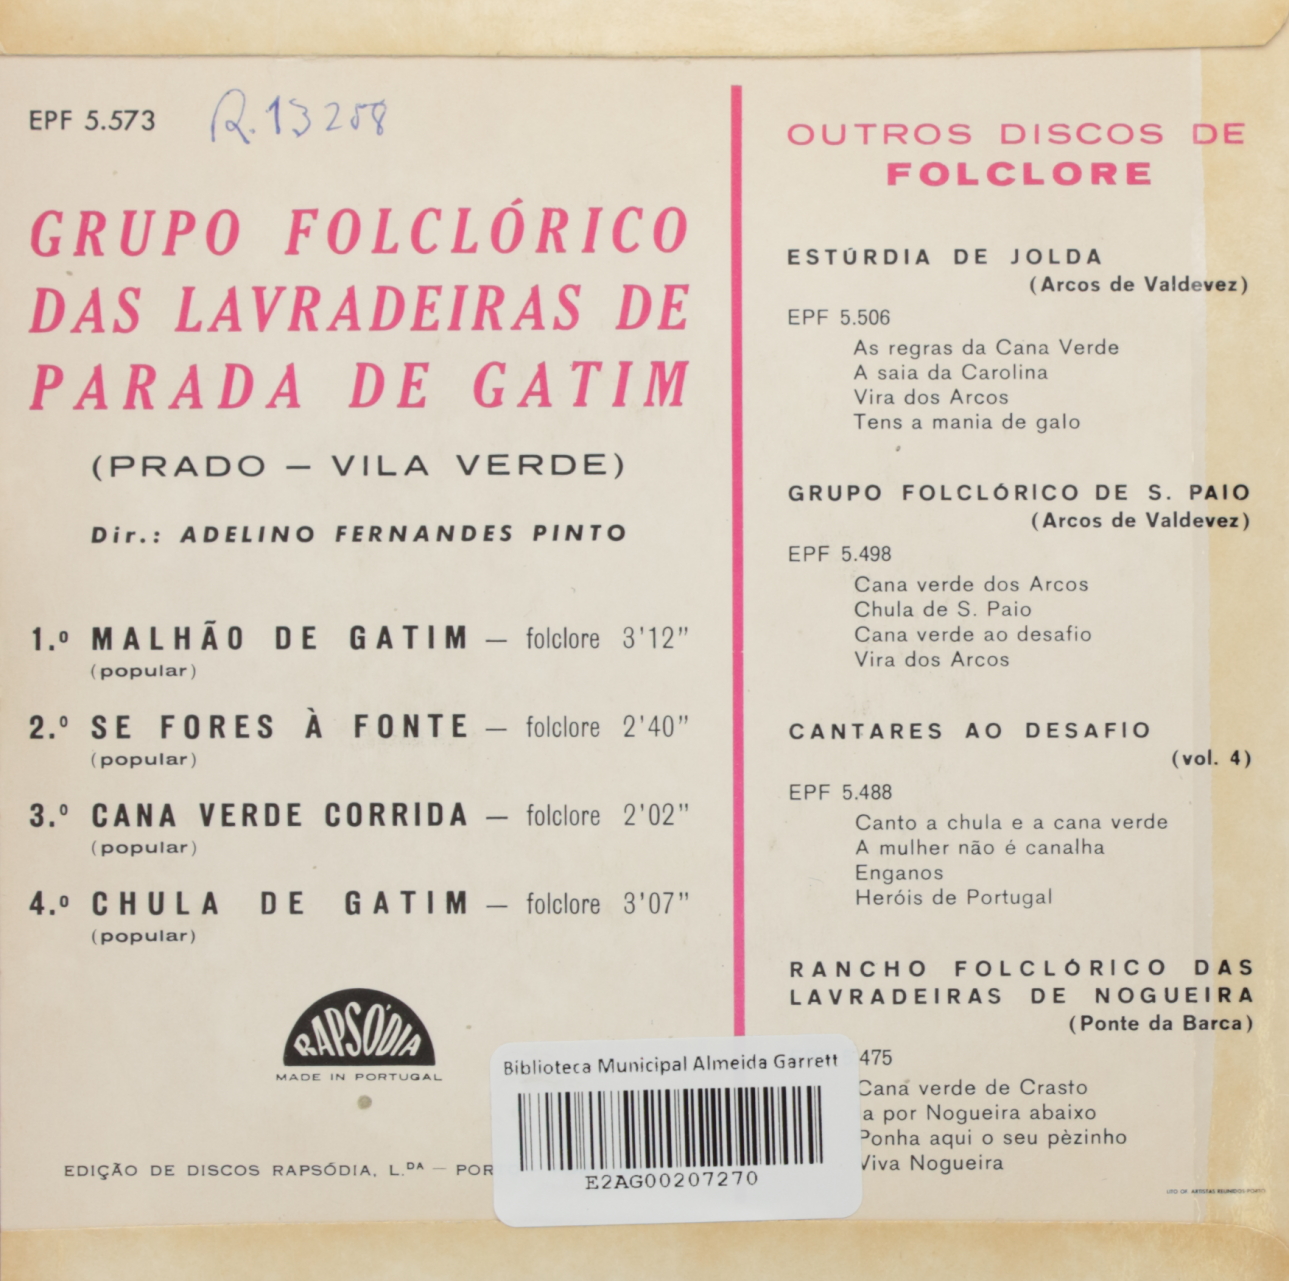 EPF 5.573
R. 13258
GRUPO FOLCLÓRICO
DAS LAVRADEIRAS DE
PARADA DE GATIM
(PRADO — VILA VERDE)
Dir.: ADELINO FERNANDES PINTO
1.º MALHÃO DE GATIM — folclore 3'12"
(popular)
2.º SE FORES À FONTE — folclore 2'40"
(popular)
3.º CANA VERDE CORRIDA — folclore 2'02"
(popular)
4.º CHULA DE GATIM — folclore 3'07"
(popular)
RAPSÓDIA
MADE IN PORTUGAL
EDIÇÃO DE DISCOS RAPSÓDIA, L.DA — POR
Biblioteca Municipal Almeida Garrett
E2AG00207270
OUTROS DISCOS DE
FOLCLORE
ESTÚRDIA DE JOLDA
(Arcos de Valdevez)
EPF 5.506
As regras da Cana Verde
A saia da Carolina
Vira dos Arcos
Tens a mania de galo
GRUPO FOLCLÓRICO DE S. PAIO
(Arcos de Valdevez)
EPF 5.498
Cana verde dos Arcos
Chula de S. Paio
Cana verde ao desafio
Vira dos Arcos
CANTARES AO DESAFIO
(vol. 4)
EPF 5.488
Canto a chula e a cana verde
A mulher não é canalha
Enganos
Heróis de Portugal
RANCHO FOLCLÓRICO DAS
LAVRADEIRAS DE NOGUEIRA
(Ponte da Barca)
475
Cana verde de Crasto
a por Nogueira abaixo
Ponha aqui o seu pèzinho
Viva Nogueira
LITO OF. ARTISTAS REUNIDOS-PORTO